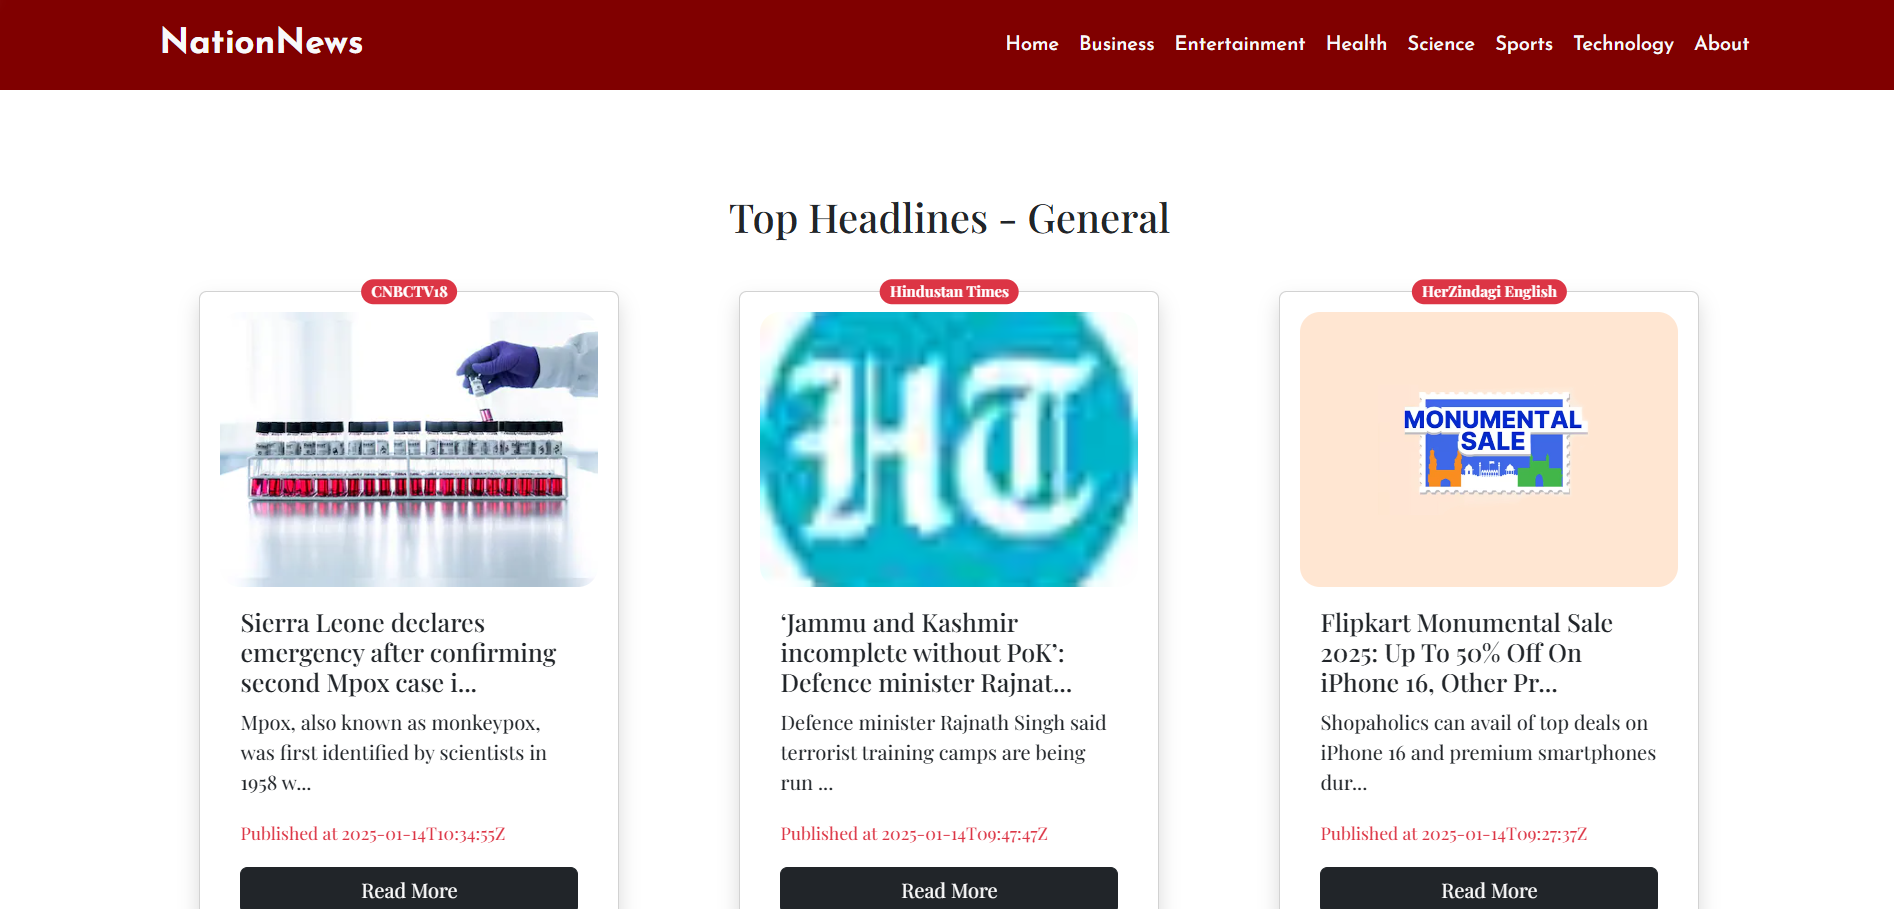 NationNews
Home Business Entertainment Health Science Sports Technology About
Top Headlines - General
CNBCTV18
Sierra Leone declares
emergency after confirming
second Mpox case i...
Mpox, also known as monkeypox,
was first identified by scientists in
1958 w...
Published at 2025-01-14T10:34:55Z
Read More
Hindustan Times
HT
‘Jammu and Kashmir
incomplete without PoK’:
Defence minister Rajnat...
Defence minister Rajnath Singh said
terrorist training camps are being
run ...
Published at 2025-01-14T09:47:47Z
Read More
HerZindagi English
MONUMENTAL
SALE
Flipkart Monumental Sale
2025: Up To 50% Off On
iPhone 16, Other Pr...
Shopaholics can avail of top deals on
iPhone 16 and premium smartphones
dur...
Published at 2025-01-14T09:27:37Z
Read More